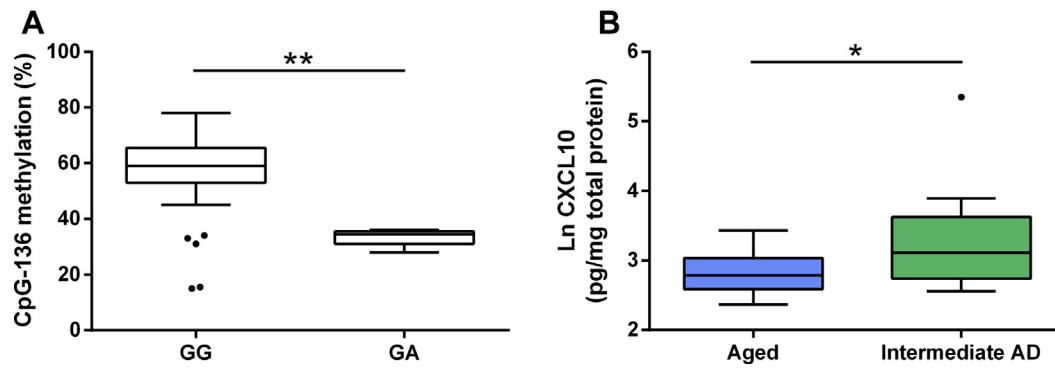 A
CpG-136 methylation (%)
100
80
60
40
20
0
**
GG
GA
B
Ln CXCL10
(pg/mg total protein)
6
5
4
3
2
*
Aged
Intermediate AD